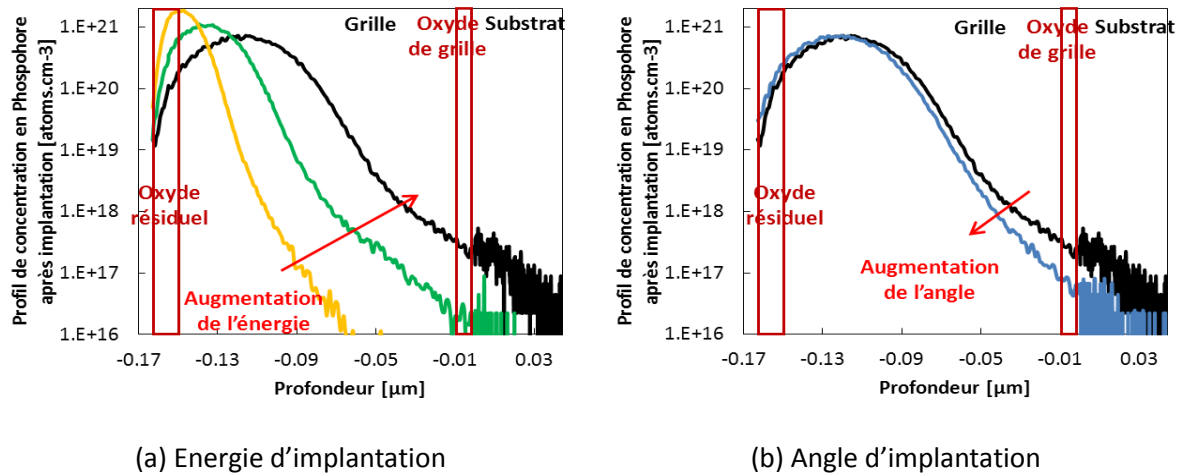 Profil de concentration en Phospohore
après implantation [atoms.cm-3]
1.E+21
1.E+20
1.E+19
1.E+18
1.E+17
1.E+16
Grille
Oxyde
de grille
Substrat
Oxyde
résiduel
Augmentation
de l’énergie
-0.17
-0.13
-0.09
-0.05
-0.01
0.03
Profondeur [µm]
(a) Energie d’implantation
Profil de concentration en Phospohore
après implantation [atoms.cm-3]
1.E+21
1.E+20
1.E+19
1.E+18
1.E+17
1.E+16
Grille
Oxyde
de grille
Substrat
Oxyde
résiduel
Augmentation
de l’angle
-0.17
-0.13
-0.09
-0.05
-0.01
0.03
Profondeur [µm]
(b) Angle d’implantation